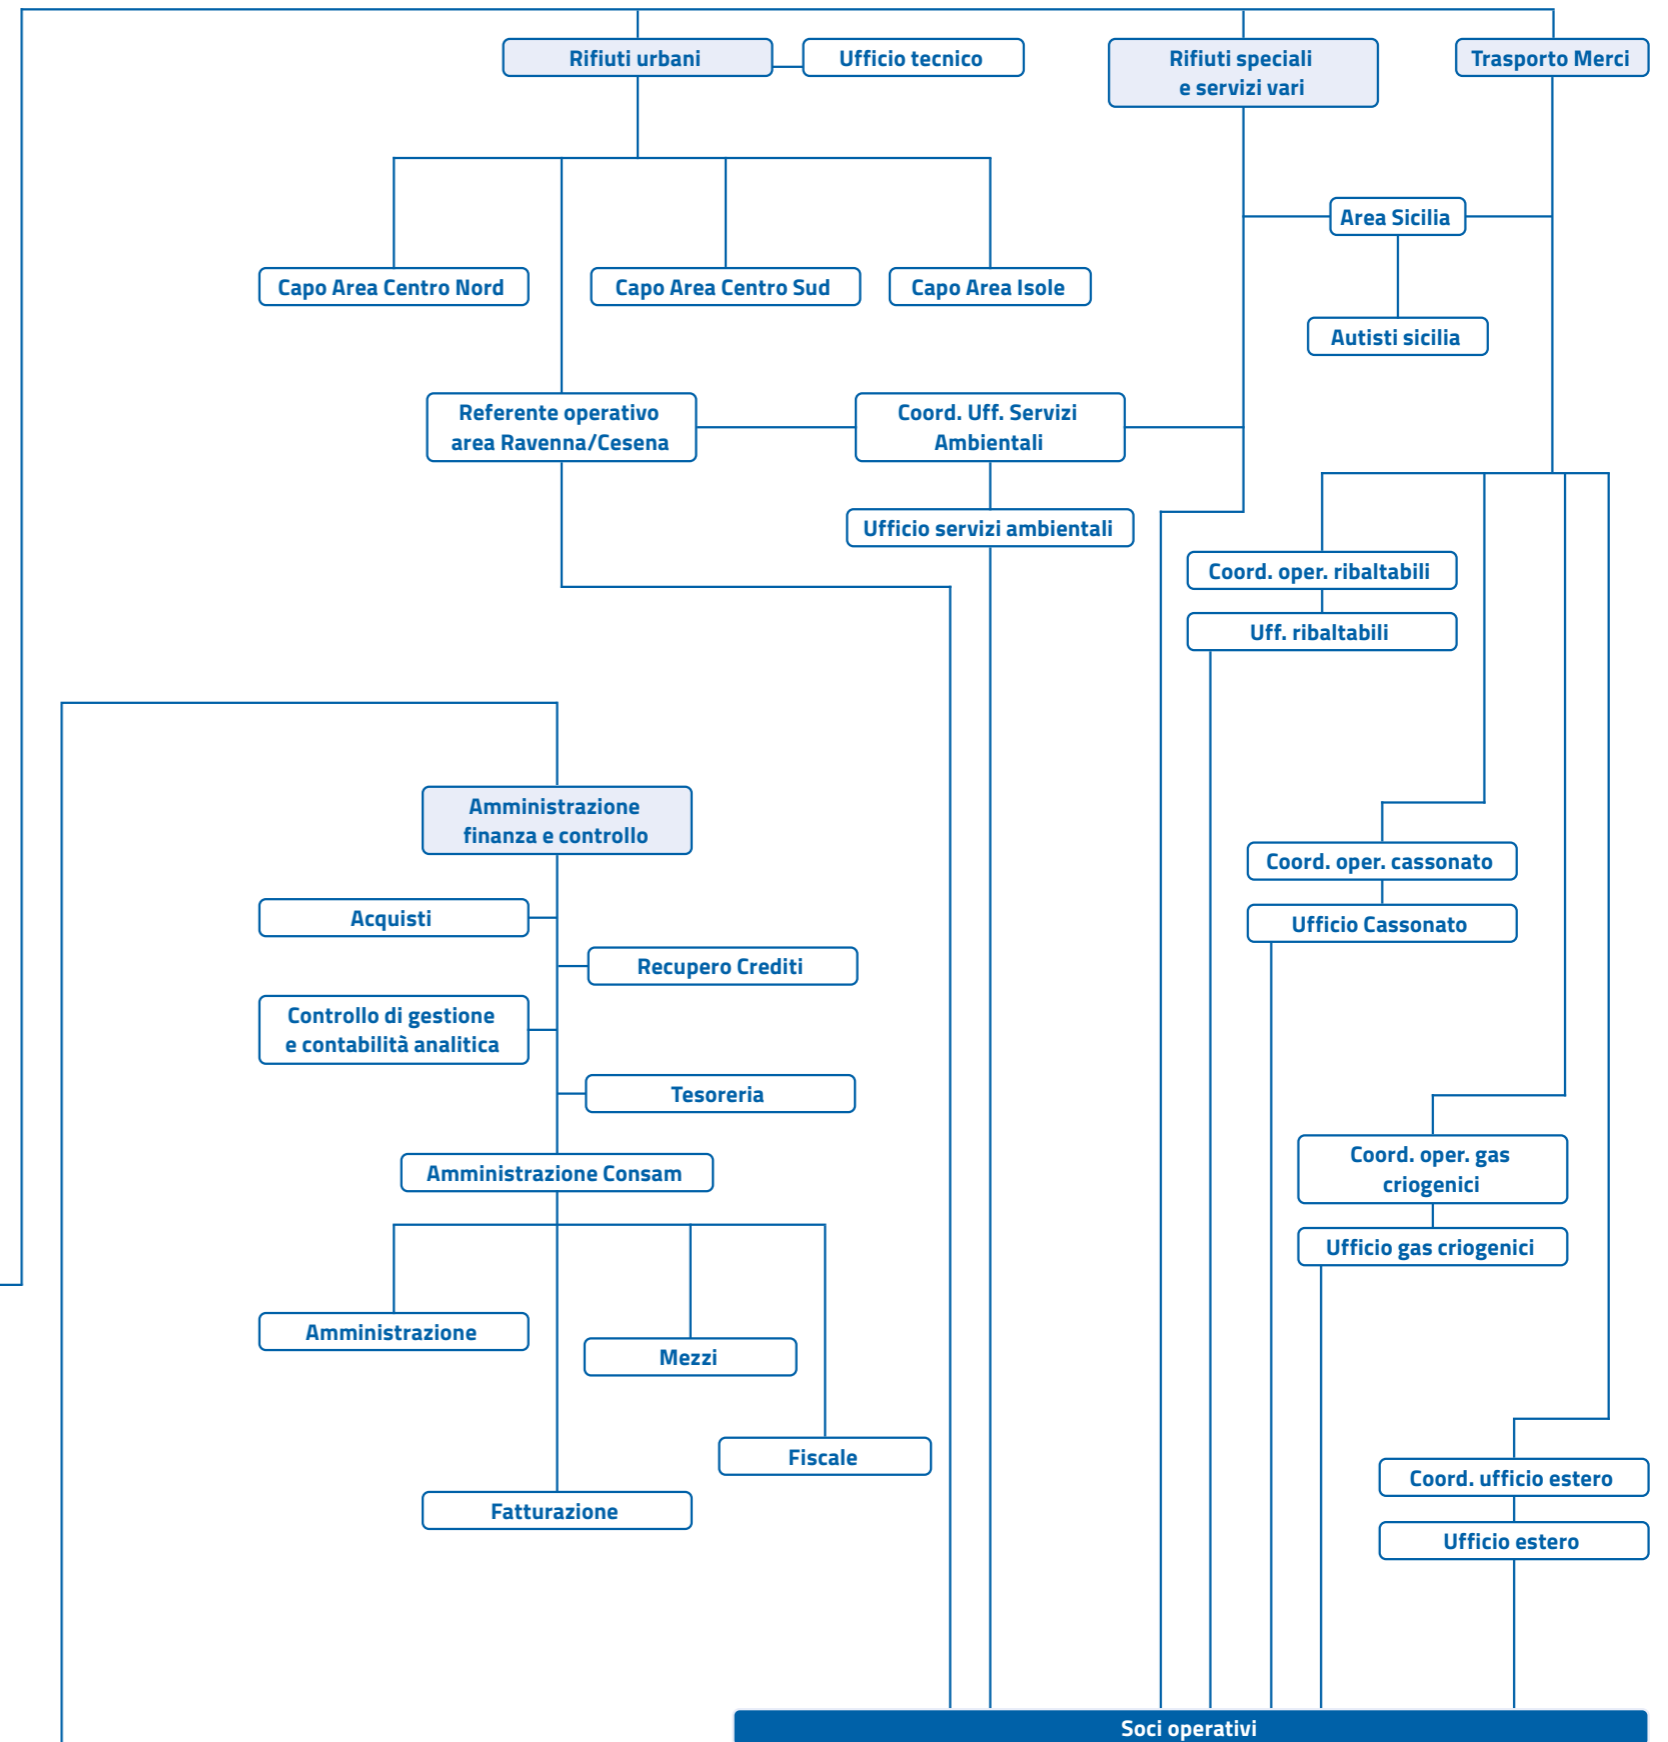 Rifiuti urbani
Ufficio tecnico
Rifiuti speciali
e servizi vari
Trasporto Merci
Area Sicilia
Capo Area Centro Nord
Capo Area Centro Sud
Capo Area Isole
Autisti sicilia
Referente operativo
area Ravenna/Cesena
Coord. Uff. Servizi
Ambientali
Ufficio servizi ambientali
Coord. oper. ribaltabili
Uff. ribaltabili
Amministrazione
finanza e controllo
Coord. oper. cassonato
Acquisti
Ufficio Cassonato
Recupero Crediti
Controllo di gestione
e contabilità analitica
Tesoreria
Amministrazione Consam
Coord. oper. gas
criogenici
Ufficio gas criogenici
Amministrazione
Mezzi
Fiscale
Coord. ufficio estero
Fatturazione
Ufficio estero
Soci operativi